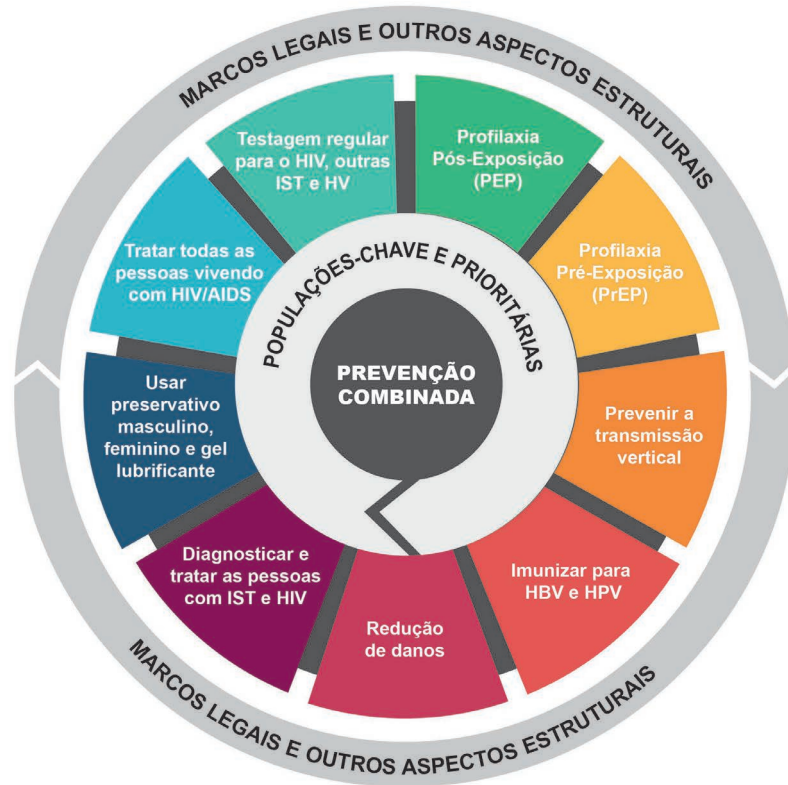 MARCOS LEGAIS E OUTROS ASPECTOS ESTRUTURAIS
Testagem regular
para o HIV, outras
IST e HV
Profilaxia
Pós-Exposição
(PEP)
Profilaxia
Pré-Exposição
(PrEP)
Prevenir a
transmissão
vertical
Imunizar para
HBV e HPV
Redução
de danos
Diagnosticar e
tratar as pessoas
com IST e HIV
Usar
preservativo
masculino,
feminino e gel
lubrificante
Tratar todas as
pessoas vivendo
com HIV/AIDS
POPULAÇÕES-CHAVE E PRIORITÁRIAS
PREVENÇÃO
COMBINADA
MARCOS LEGAIS E OUTROS ASPECTOS ESTRUTURAIS